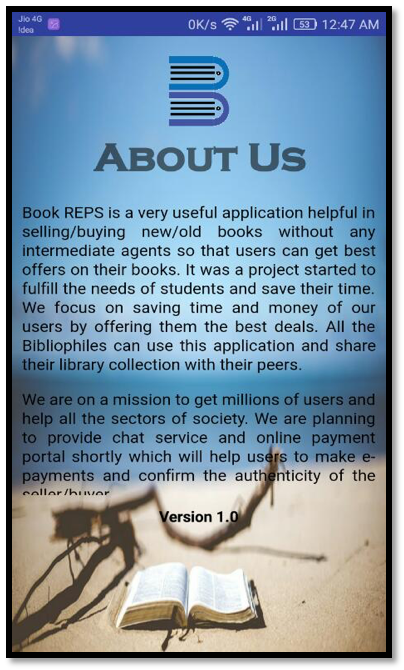 Jio 4G
!dea
0K/s 4G 2G 53 12:47 AM
ABOUT US
Book REPS is a very useful application helpful in
selling/buying new/old books without any
intermediate agents so that users can get best
offers on their books. It was a project started to
fulfill the needs of students and save their time.
We focus on saving time and money of our
users by offering them the best deals. All the
Bibliophiles can use this application and share
their library collection with their peers.
We are on a mission to get millions of users and
help all the sectors of society. We are planning
to provide chat service and online payment
portal shortly which will help users to make e-
payments and confirm the authenticity of the
seller/buyer
Version 1.0